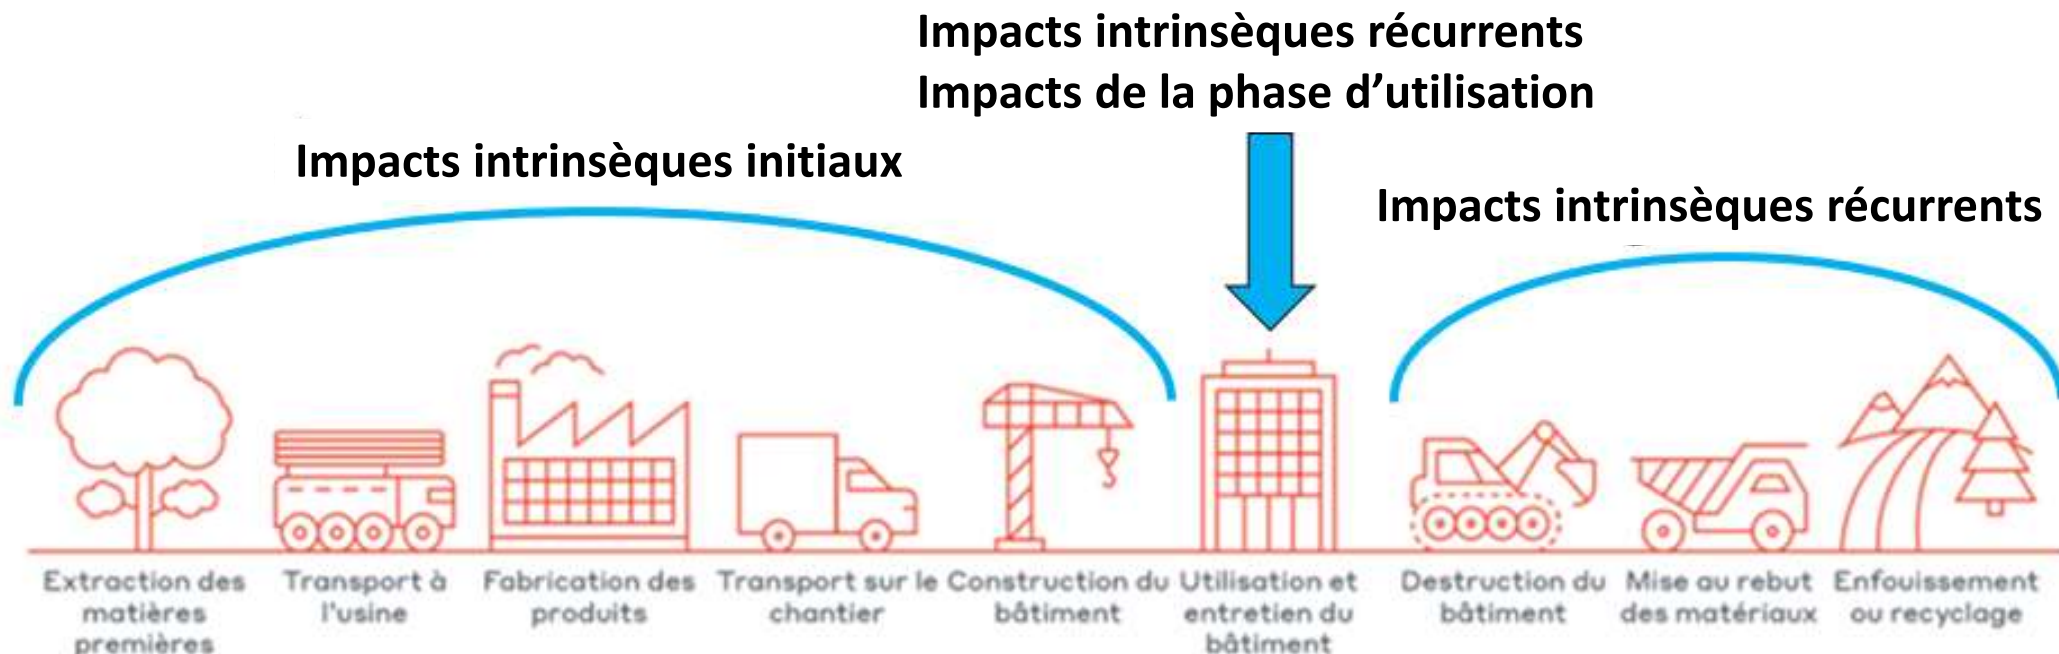 Impacts intrinsèques récurrents
Impacts de la phase d’utilisation
Impacts intrinsèques initiaux
Impacts intrinsèques récurrents
Extraction des
matières
premières
Transport à
l'usine
Fabrication des
produits
Transport sur le
chantier
Construction du
bâtiment
Utilisation et
entretien du
bâtiment
Destruction du
bâtiment
Mise au rebut
des matériaux
Enfouissement
ou recyclage